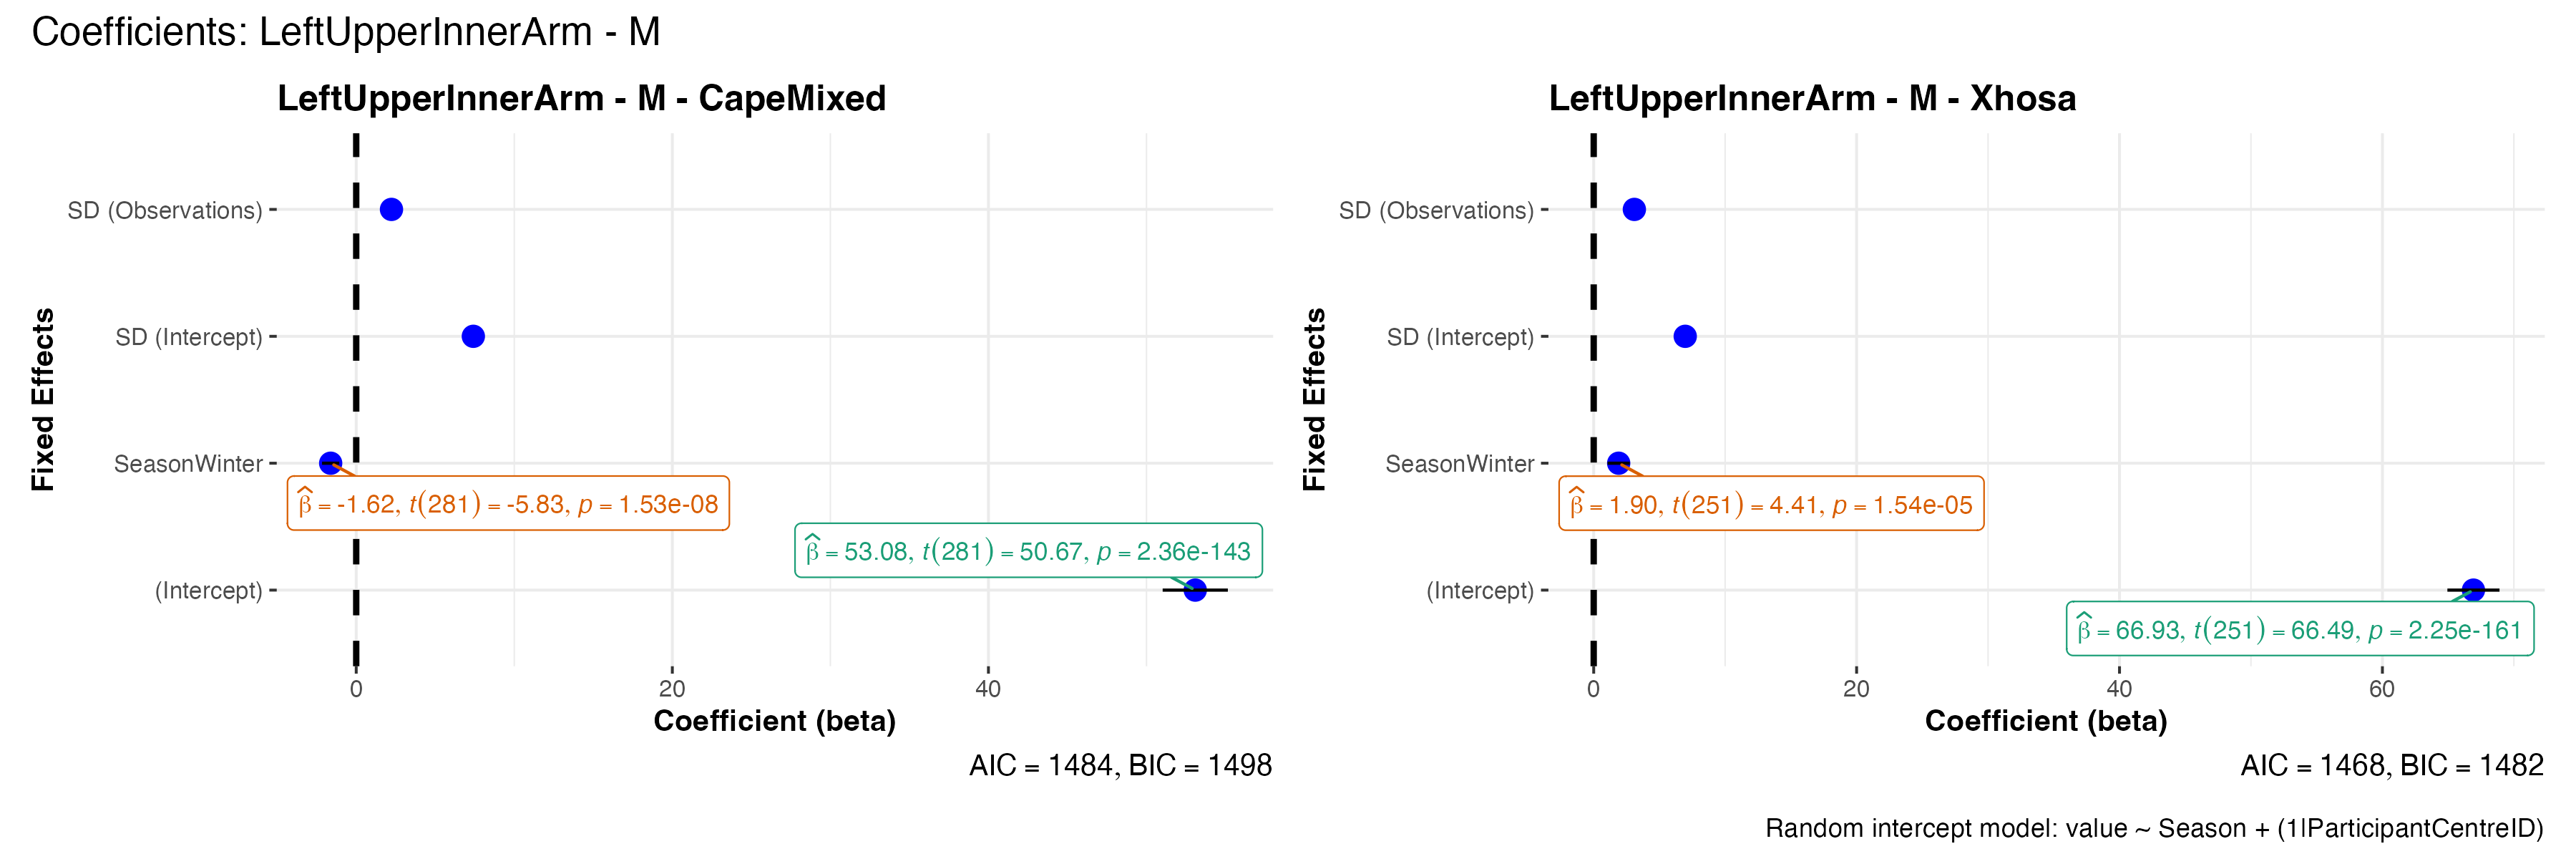 Coefficients: LeftUpperInnerArm - M
LeftUpperInnerArm - M - CapeMixed
Fixed Effects
SD (Observations)
SD (Intercept)
SeasonWinter
(Intercept)
β̂ = -1.62, t(281) = -5.83, p = 1.53e-08
β̂ = 53.08, t(281) = 50.67, p = 2.36e-143
0 20 40
Coefficient (beta)
AIC = 1484, BIC = 1498
LeftUpperInnerArm - M - Xhosa
Fixed Effects
SD (Observations)
SD (Intercept)
SeasonWinter
(Intercept)
β̂ = 1.90, t(251) = 4.41, p = 1.54e-05
β̂ = 66.93, t(251) = 66.49, p = 2.25e-161
0 20 40 60
Coefficient (beta)
AIC = 1468, BIC = 1482
Random intercept model: value ~ Season + (1|ParticipantCentreID)